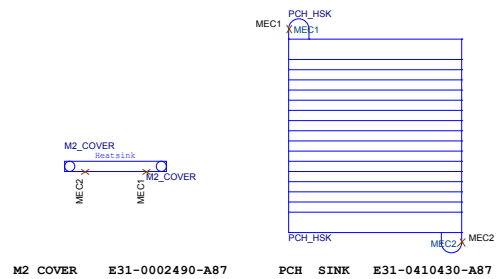 PCH_HSK
MEC1
MEC1
M2_COVER
Heatsink
M2_COVER
MEC2
MEC1
PCH_HSK
MEC2
MEC2
M2 COVER E31-0002490-A87
PCH SINK E31-0410430-A87